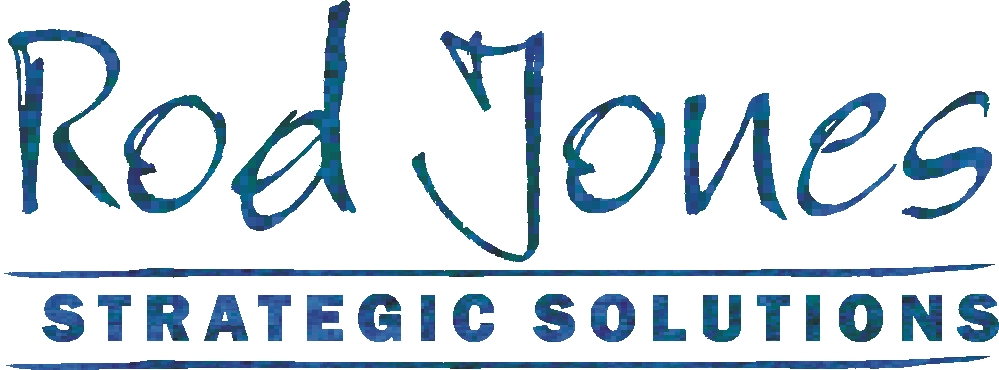 Rod Jones
STRATEGIC SOLUTIONS